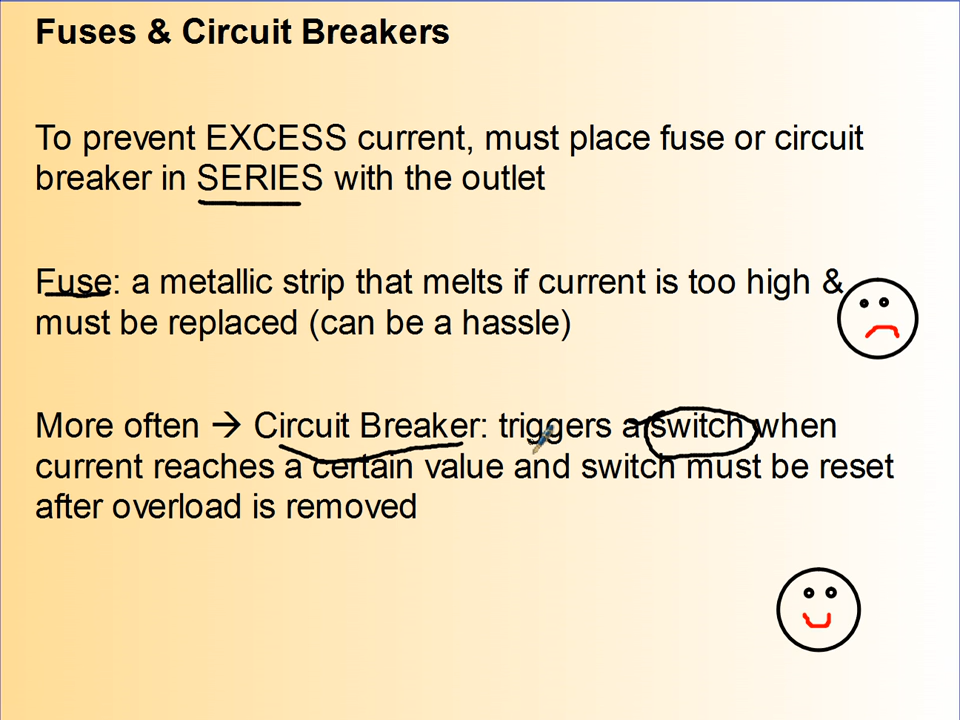 Fuses & Circuit Breakers
To prevent EXCESS current, must place fuse or circuit
breaker in SERIES with the outlet
Fuse: a metallic strip that melts if current is too high &
must be replaced (can be a hassle)
More often → Circuit Breaker: triggers a switch when
current reaches a certain value and switch must be reset
after overload is removed